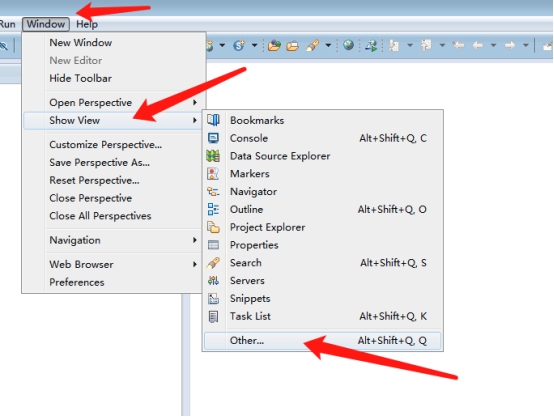 Run Window Help
New Window
New Editor
Hide Toolbar
Open Perspective
Show View
Customize Perspective...
Save Perspective As...
Reset Perspective...
Close Perspective
Close All Perspectives
Navigation
Web Browser
Preferences
Bookmarks
Console Alt+Shift+Q, C
Data Source Explorer
Markers
Navigator
Outline Alt+Shift+Q, O
Project Explorer
Properties
Search Alt+Shift+Q, S
Servers
Snippets
Task List Alt+Shift+Q, K
Other... Alt+Shift+Q, Q